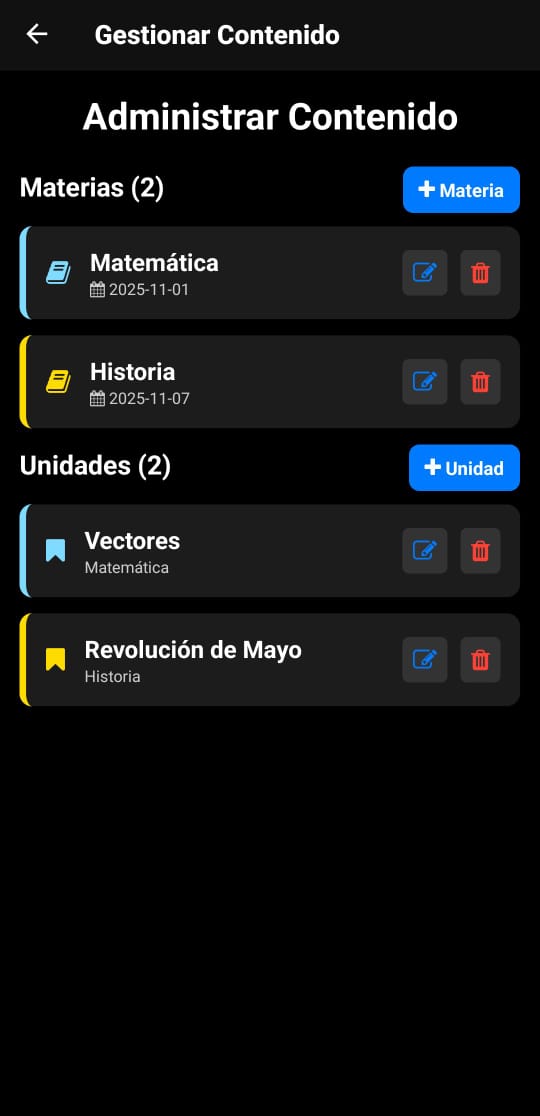 Gestionar Contenido
Administrar Contenido
Materias (2)
+ Materia
Matemática
2025-11-01
Historia
2025-11-07
Unidades (2)
+ Unidad
Vectores
Matemática
Revolución de Mayo
Historia